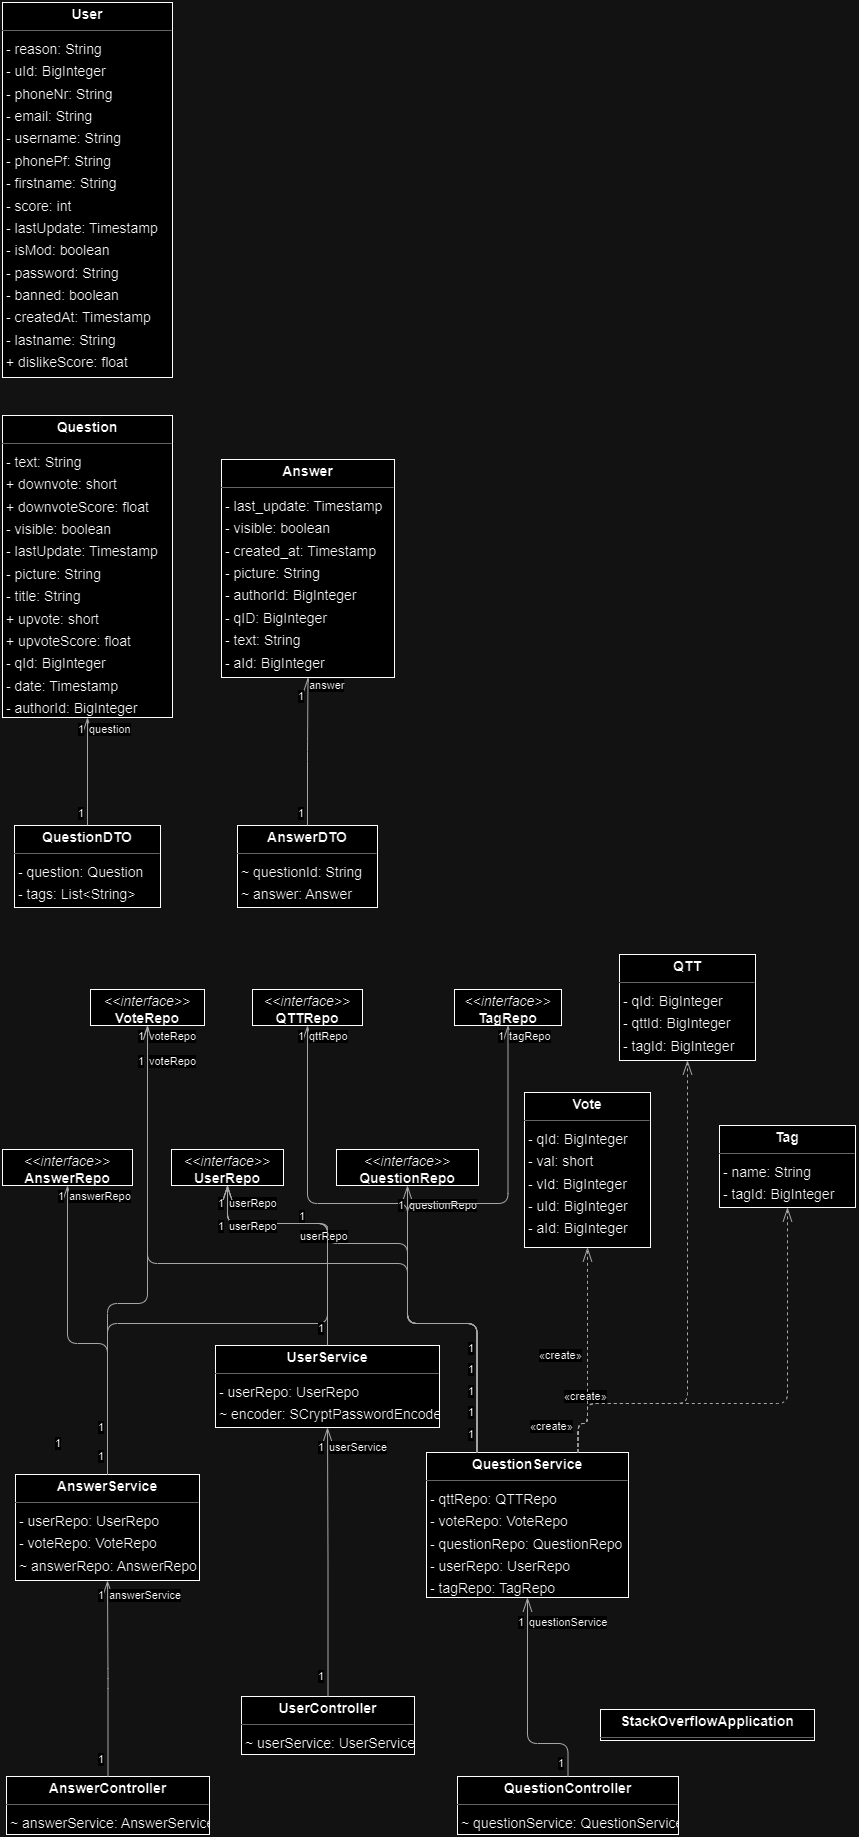 User
- reason: String
- uId: BigInteger
- phoneNr: String
- email: String
- username: String
- phonePf: String
- firstname: String
- score: int
- lastUpdate: Timestamp
- isMod: boolean
- password: String
- banned: boolean
- createdAt: Timestamp
- lastname: String
+ dislikeScore: float
Question
- text: String
+ downvote: short
+ downvoteScore: float
- visible: boolean
- lastUpdate: Timestamp
- picture: String
- title: String
+ upvote: short
+ upvoteScore: float
- qId: BigInteger
- date: Timestamp
- authorId: BigInteger
Answer
- last_update: Timestamp
- visible: boolean
- created_at: Timestamp
- picture: String
- authorId: BigInteger
- qID: BigInteger
- text: String
- aId: BigInteger
1 question
1
answer
1
1
1
QuestionDTO
- question: Question
- tags: List<String>
AnswerDTO
~ questionId: String
~ answer: Answer
<<interface>>
VoteRepo
<<interface>>
QTTRepo
<<interface>>
TagRepo
QTT
- qId: BigInteger
- qttId: BigInteger
- tagId: BigInteger
1 voteRepo
1 voteRepo
1 qttRepo
1 tagRepo
Vote
- qId: BigInteger
- val: short
- vId: BigInteger
- uId: BigInteger
- aId: BigInteger
Tag
- name: String
- tagId: BigInteger
<<interface>>
AnswerRepo
<<interface>>
UserRepo
<<interface>>
QuestionRepo
1 answerRepo
1 userRepo
1 userRepo
1
userRepo
1 questionRepo
1
UserService
- userRepo: UserRepo
~ encoder: SCryptPasswordEncode
1 userService
1
1
1
1
1
1
1
1
«create»
«create»
«create»
AnswerService
- userRepo: UserRepo
- voteRepo: VoteRepo
~ answerRepo: AnswerRepo
QuestionService
- qttRepo: QTTRepo
- voteRepo: VoteRepo
- questionRepo: QuestionRepo
- userRepo: UserRepo
- tagRepo: TagRepo
1 answerService
1 questionService
1
UserController
~ userService: UserService
StackOverflowApplication
1
1
AnswerController
~ answerService: AnswerService
QuestionController
~ questionService: QuestionService